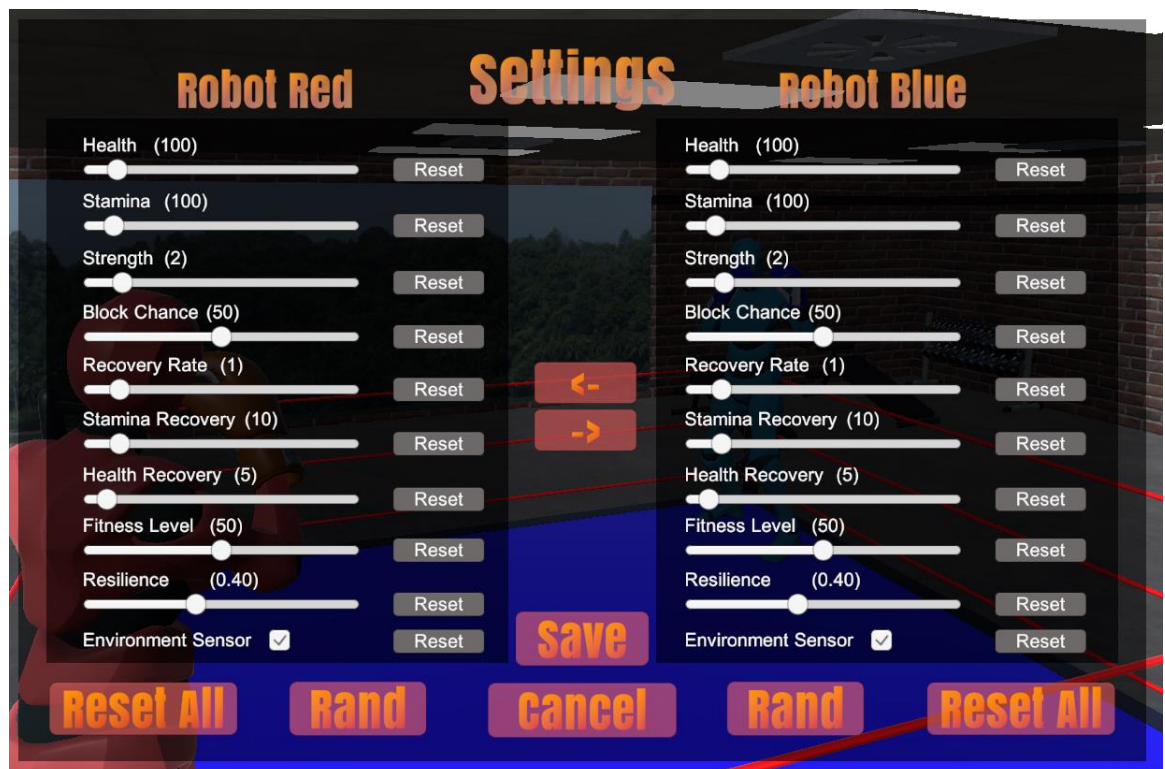 Settings
Robot Red
Health (100)
Reset
Stamina (100)
Reset
Strength (2)
Reset
Block Chance (50)
Reset
Recovery Rate (1)
Reset
Stamina Recovery (10)
Reset
Health Recovery (5)
Reset
Fitness Level (50)
Reset
Resilience (0.40)
Reset
Environment Sensor
Reset
<-
->
Robot Blue
Health (100)
Reset
Stamina (100)
Reset
Strength (2)
Reset
Block Chance (50)
Reset
Recovery Rate (1)
Reset
Stamina Recovery (10)
Reset
Health Recovery (5)
Reset
Fitness Level (50)
Reset
Resilience (0.40)
Reset
Environment Sensor
Reset
Save
Reset All
Rand
Cancel
Rand
Reset All